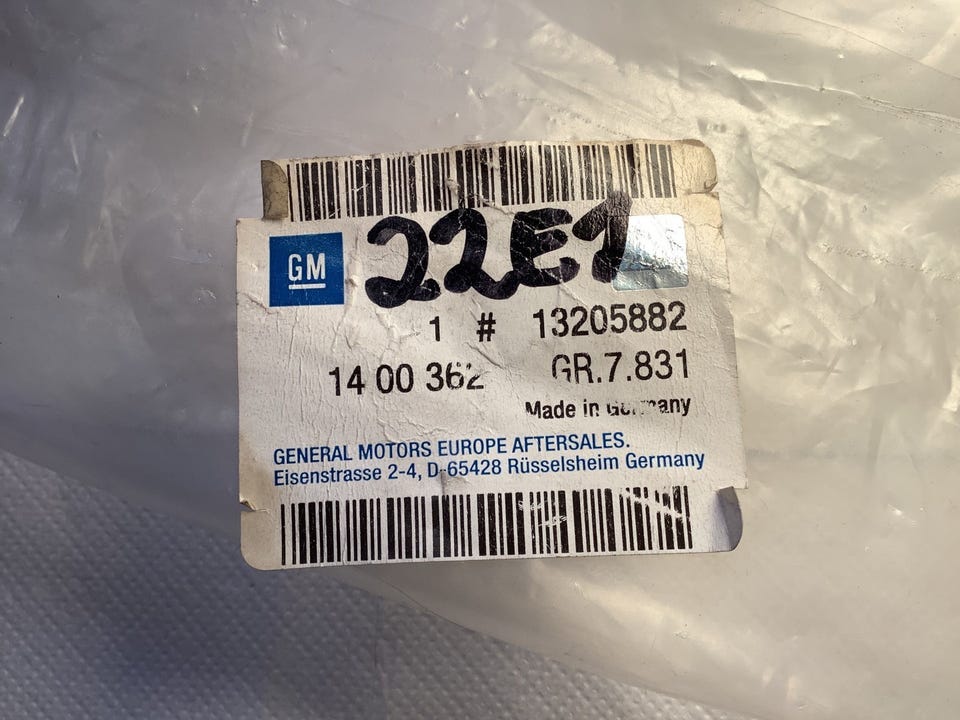 GM
22E1
1 # 13205882
14 00 362 GR.7.831
Made in Germany
GENERAL MOTORS EUROPE AFTERSALES.
Eisenstrasse 2-4, D-65428 Rüsselsheim Germany